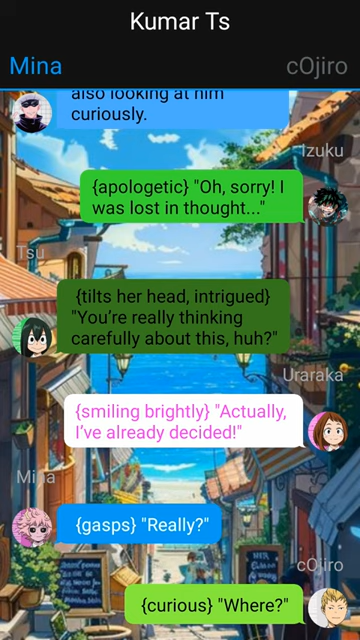 Kumar Ts
Mina
cOjiro
also looking at him
curiously.
Izuku
{apologetic} "Oh, sorry! I
was lost in thought..."
Tsu
{tilts her head, intrigued}
"You're really thinking
carefully about this, huh?"
Uraraka
{smiling brightly} "Actually,
I've already decided!"
Mina
{gasps} "Really?"
cOjiro
{curious} "Where?"